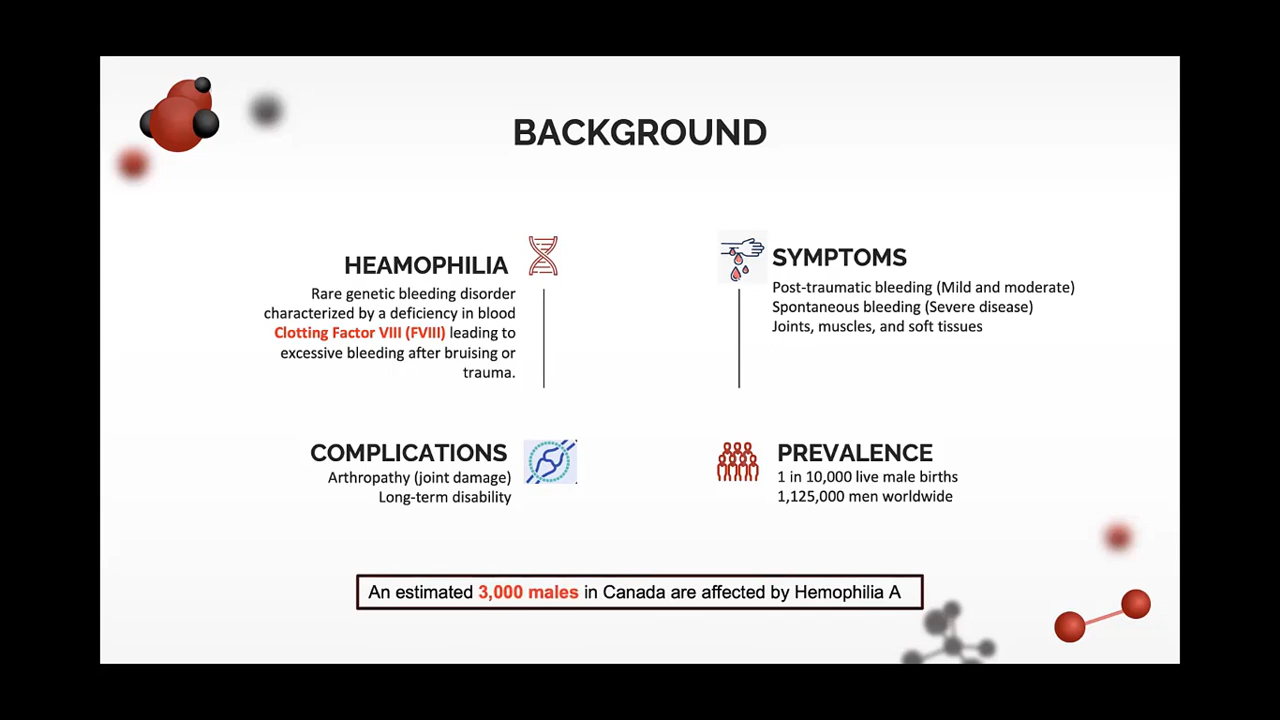 BACKGROUND
HEAMOPHILIA
Rare genetic bleeding disorder
characterized by a deficiency in blood
Clotting Factor VIII (FVIII) leading to
excessive bleeding after bruising or
trauma.
SYMPTOMS
Post-traumatic bleeding (Mild and moderate)
Spontaneous bleeding (Severe disease)
Joints, muscles, and soft tissues
COMPLICATIONS
Arthropathy (joint damage)
Long-term disability
PREVALENCE
1 in 10,000 live male births
1,125,000 men worldwide
An estimated 3,000 males in Canada are affected by Hemophilia A